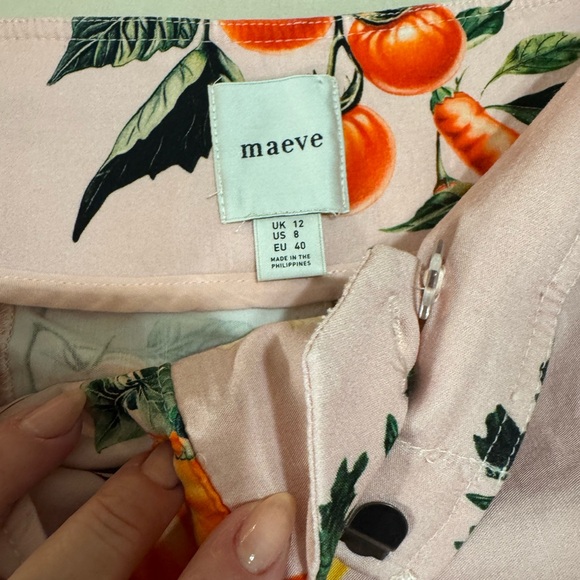 maeve
UK 12
US 8
EU 40
MADE IN THE
PHILIPPINES